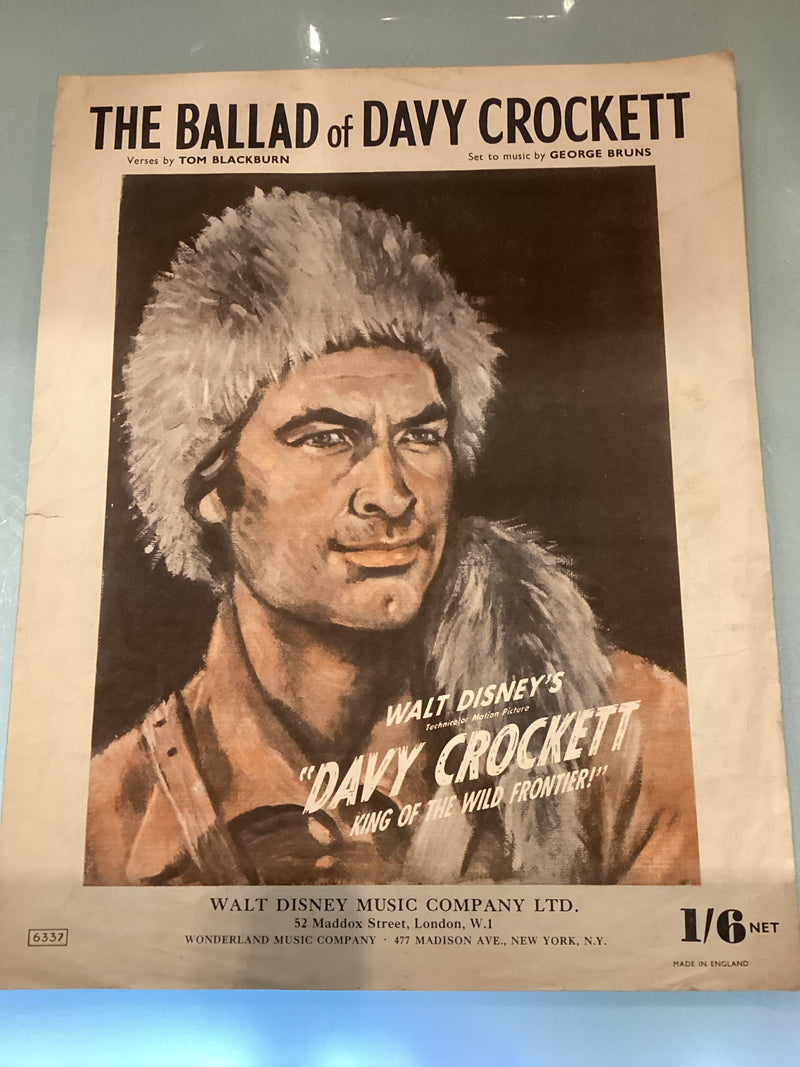 THE BALLAD of DAVY CROCKETT
Verses by TOM BLACKBURN
Set to music by GEORGE BRUNS
WALT DISNEY'S
Technicolor Motion Picture
"DAVY CROCKETT
KING OF THE WILD FRONTIER!"
WALT DISNEY MUSIC COMPANY LTD.
52 Maddox Street, London, W.1
WONDERLAND MUSIC COMPANY · 477 MADISON AVE., NEW YORK, N.Y.
6337
1/6 NET
MADE IN ENGLAND